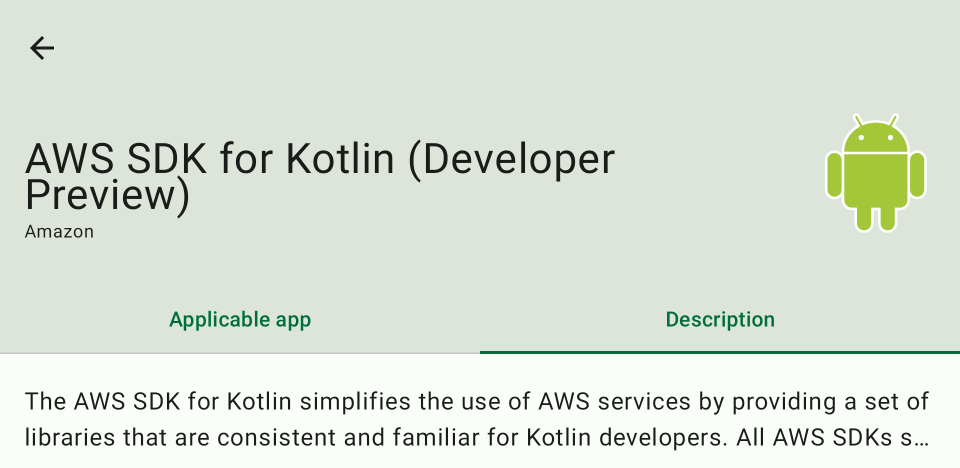 AWS SDK for Kotlin (Developer
Preview)
Amazon
Applicable app
Description
The AWS SDK for Kotlin simplifies the use of AWS services by providing a set of
libraries that are consistent and familiar for Kotlin developers. All AWS SDKs s…